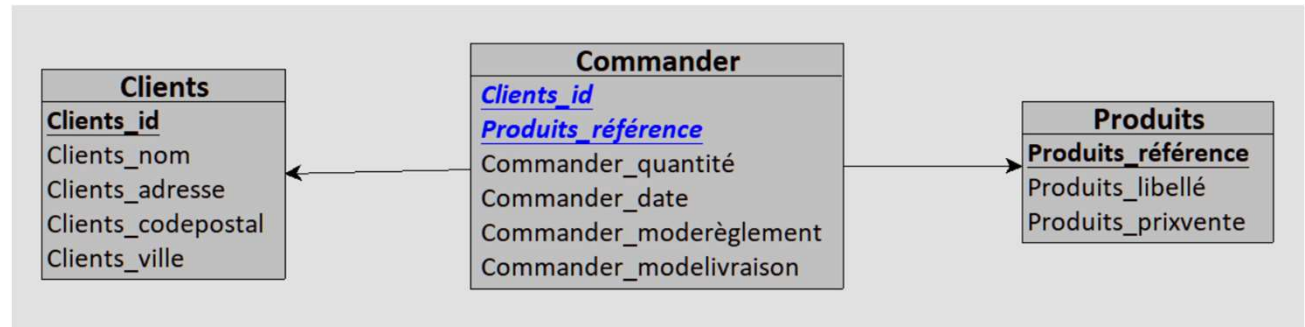 Clients
Clients_id
Clients_nom
Clients_adresse
Clients_codepostal
Clients_ville
Commander
Clients_id
Produits_référence
Commander_quantité
Commander_date
Commander_moderèglement
Commander_modelivraison
Produits
Produits_référence
Produits_libellé
Produits_prixvente